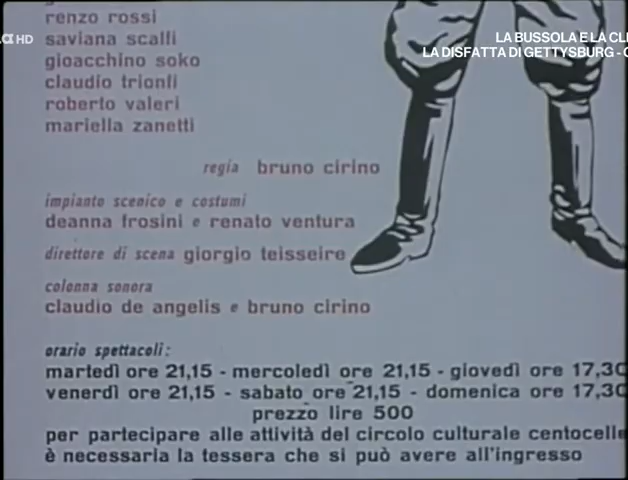 renzo rossi
saviana scalfi
gioacchino soko
claudio trionfi
roberto valeri
mariella zanetti
regia bruno cirino
impianto scenico e costumi
deanna frosini e renato ventura
direttore di scena giorgio teisseire
colonna sonora
claudio de angelis e bruno cirino
orario spettacoli:
martedì ore 21,15 - mercoledì ore 21,15 - giovedì ore 17,30
venerdì ore 21,15 - sabato ore 21,15 - domenica ore 17,30
prezzo lire 500
per partecipare alle attività del circolo culturale centocelle
è necessaria la tessera che si può avere all'ingresso
HD
LA BUSSOLA E LA CLE
LA DISFATTA DI GETTYSBURG -